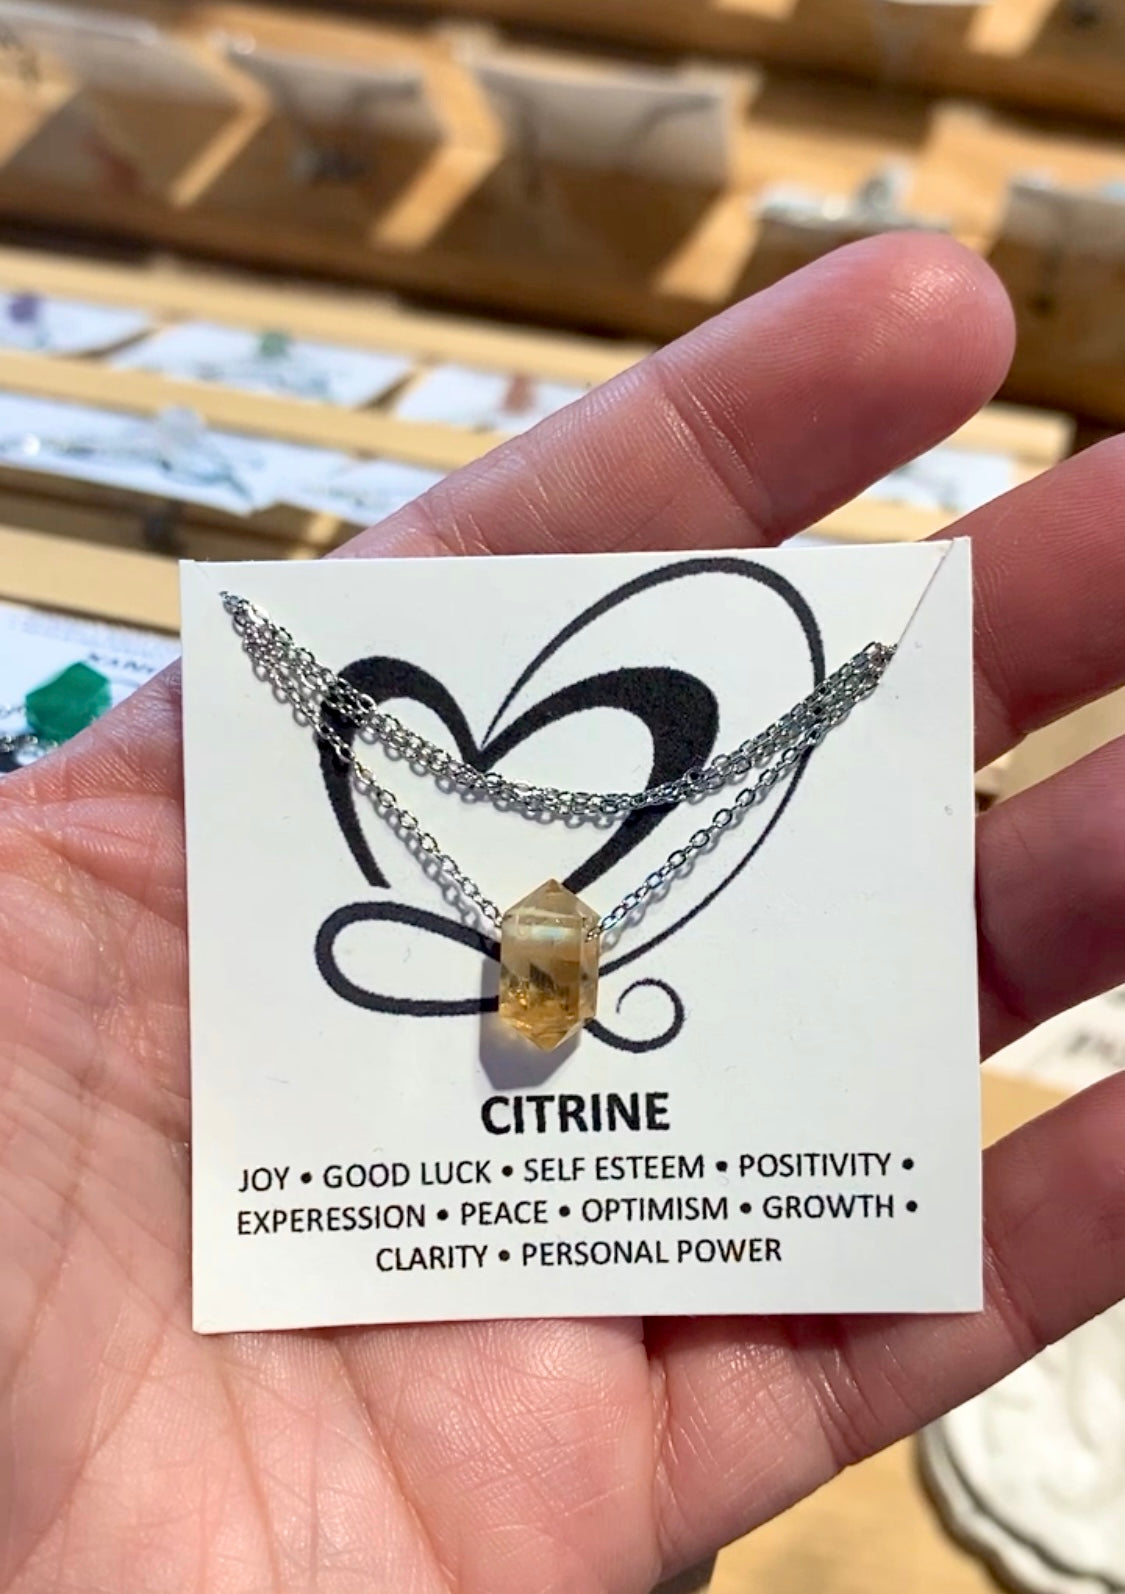 CITRINE
JOY • GOOD LUCK • SELF ESTEEM • POSITIVITY •
EXPERESSION • PEACE • OPTIMISM • GROWTH •
CLARITY • PERSONAL POWER